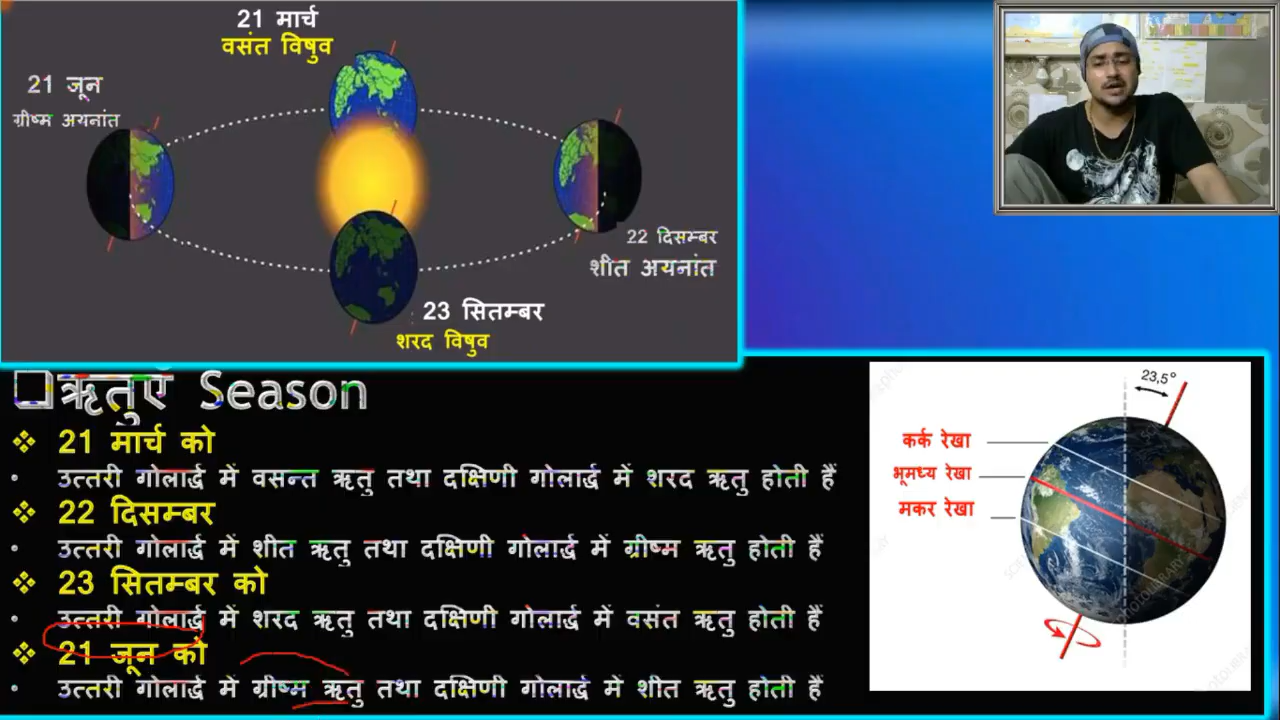 21 मार्च
वसंत विषुव
21 जून
ग्रीष्म अयनांत
22 दिसम्बर
शीत अयनांत
23 सितम्बर
शरद विषुव
ऋतुए Season
21 मार्च को
उत्तरी गोलार्द्ध में वसन्त ऋतु तथा दक्षिणी गोलार्द्ध में शरद ऋतु होती हैं
22 दिसम्बर
उत्तरी गोलार्द्ध में शीत ऋतु तथा दक्षिणी गोलार्द्ध में ग्रीष्म ऋतु होती हैं
23 सितम्बर को
उत्तरी गोलार्द्ध में शरद ऋतु तथा दक्षिणी गोलार्द्ध में वसंत ऋतु होती हैं
21 जून को
उत्तरी गोलार्द्ध में ग्रीष्म ऋतु तथा दक्षिणी गोलार्द्ध में शीत ऋतु होती हैं
23,5°
कर्क रेखा
भूमध्य रेखा
मकर रेखा